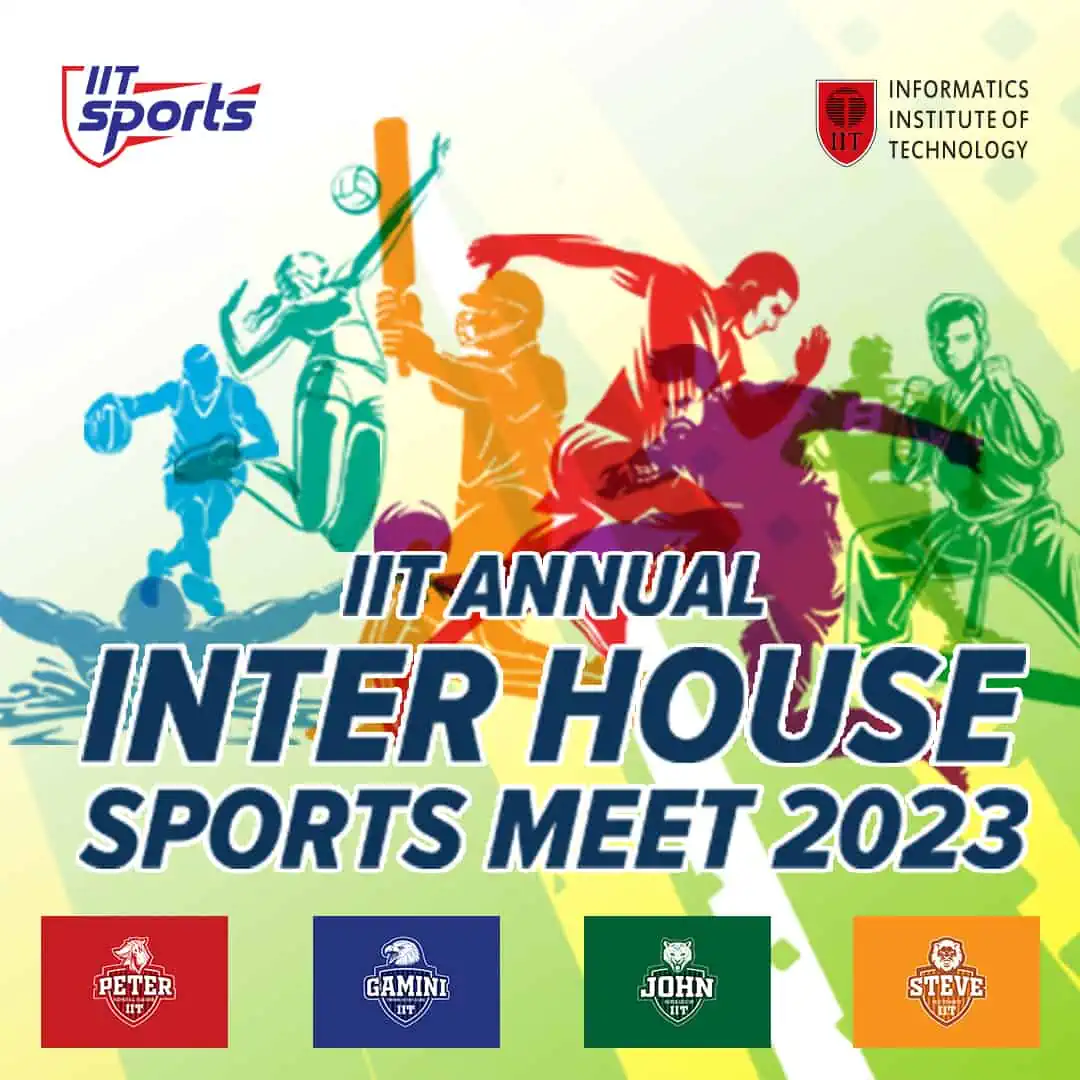 IIT
sports
INFORMATICS
INSTITUTE OF
TECHNOLOGY
IIT
IIT ANNUAL
INTER HOUSE
SPORTS MEET 2023
PETER
IIT
GAMINI
IIT
JOHN
IIT
STEVE
IIT